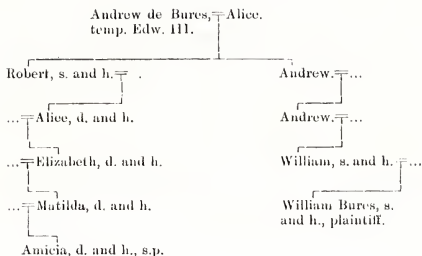 Andrew de Bures, Alice.
temp. Edw. III.
Robert, s. and h. . Andrew. ...
... Alice, d. and h. Andrew. ...
... Elizabeth, d. and h. William, s. and h. ...
... Matilda, d. and h. William Bures, s.
and h., plaintiff.
Amicia, d. and h., s.p.